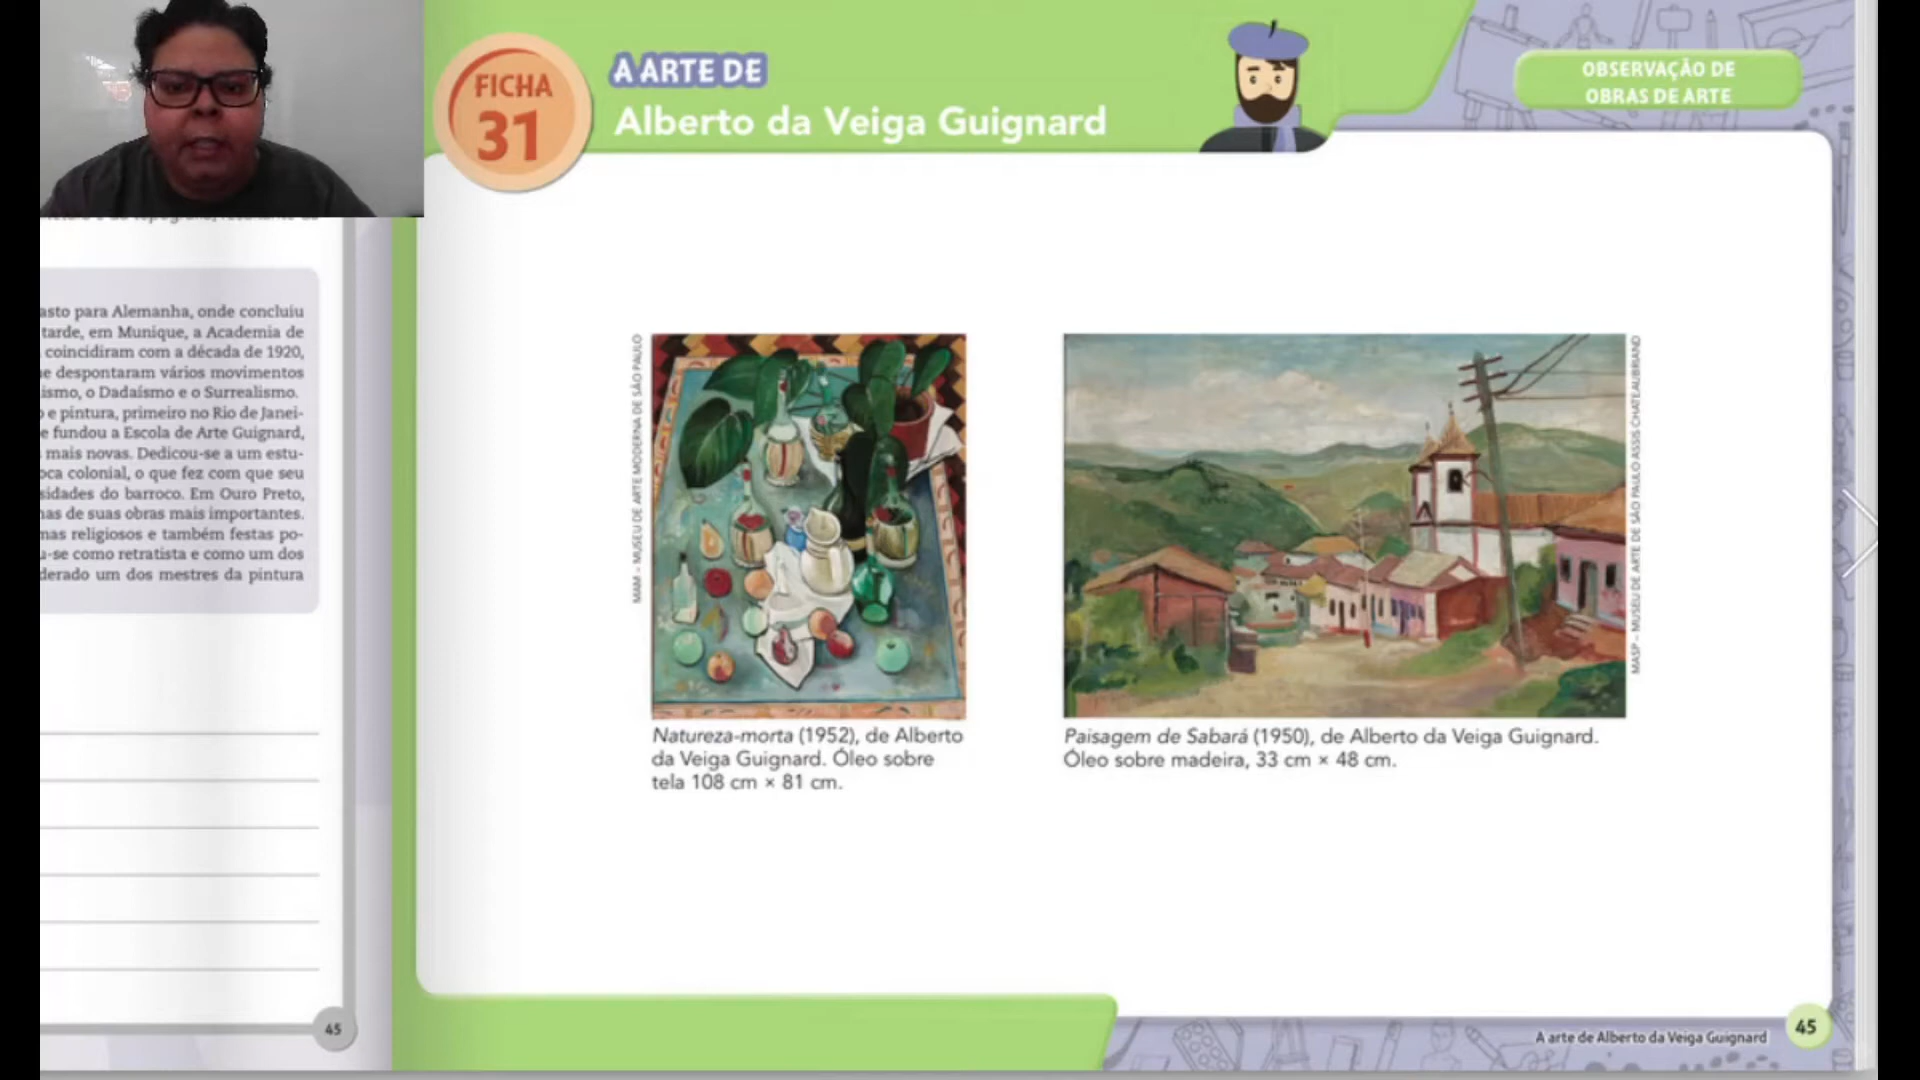 asto para Alemanha, onde concluiu
tarde, em Munique, a Academia de
coincidiram com a década de 1920,
e despontaram vários movimentos
ismo, o Dadaísmo e o Surrealismo.
e pintura, primeiro no Rio de Janei-
e fundou a Escola de Arte Guignard,
mais novas. Dedicou-se a um estu-
oca colonial, o que fez com que seu
sidades do barroco. Em Ouro Preto,
nas de suas obras mais importantes.
mas religiosos e também festas po-
u-se como retratista e como um dos
derado um dos mestres da pintura
45
FICHA
31
A ARTE DE
Alberto da Veiga Guignard
OBSERVAÇÃO DE
OBRAS DE ARTE
MAM – MUSEU DE ARTE MODERNA DE SÃO PAULO
Natureza-morta (1952), de Alberto
da Veiga Guignard. Óleo sobre
tela 108 cm × 81 cm.
MASP – MUSEU DE ARTE DE SÃO PAULO ASSIS CHATEAUBRIAND
Paisagem de Sabará (1950), de Alberto da Veiga Guignard.
Óleo sobre madeira, 33 cm × 48 cm.
A arte de Alberto da Veiga Guignard
45